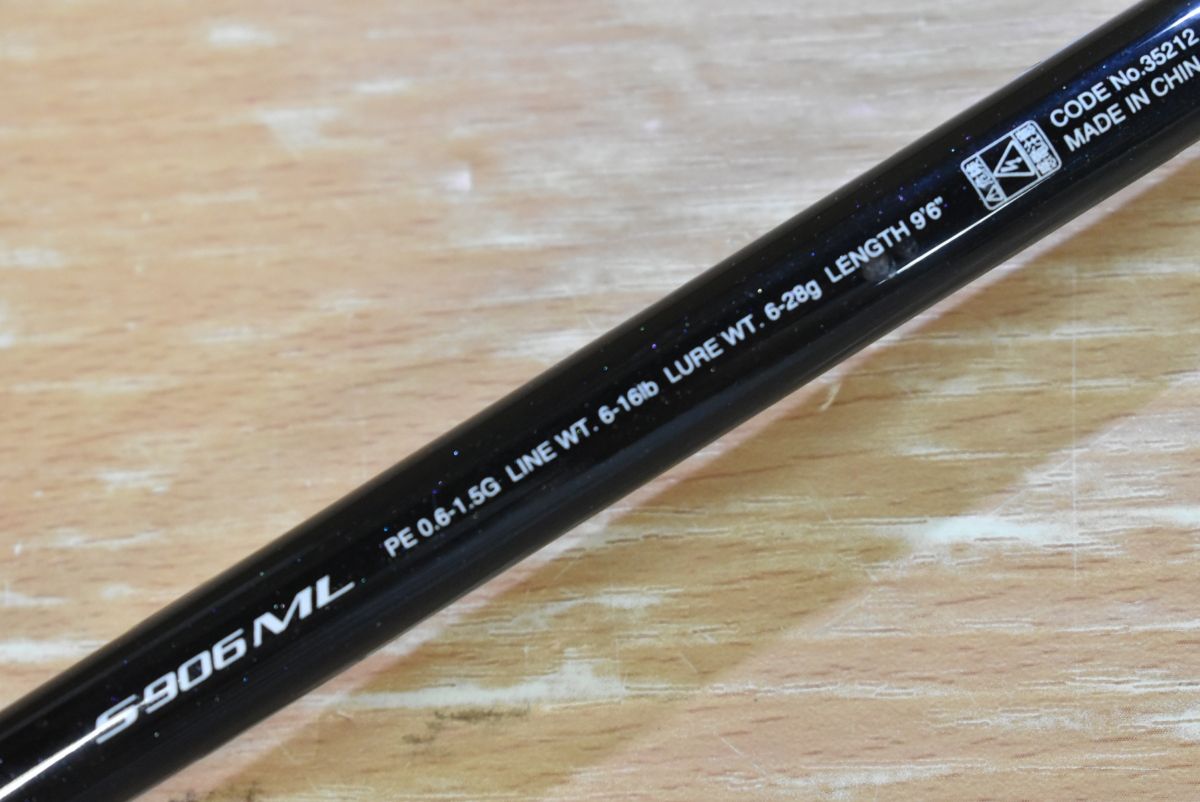 S-906ML PE 0.6-1.5G LINE WT. 6-16lb LURE WT. 6-28g LENGTH 9'6"
CODE No.35212
MADE IN CHIN